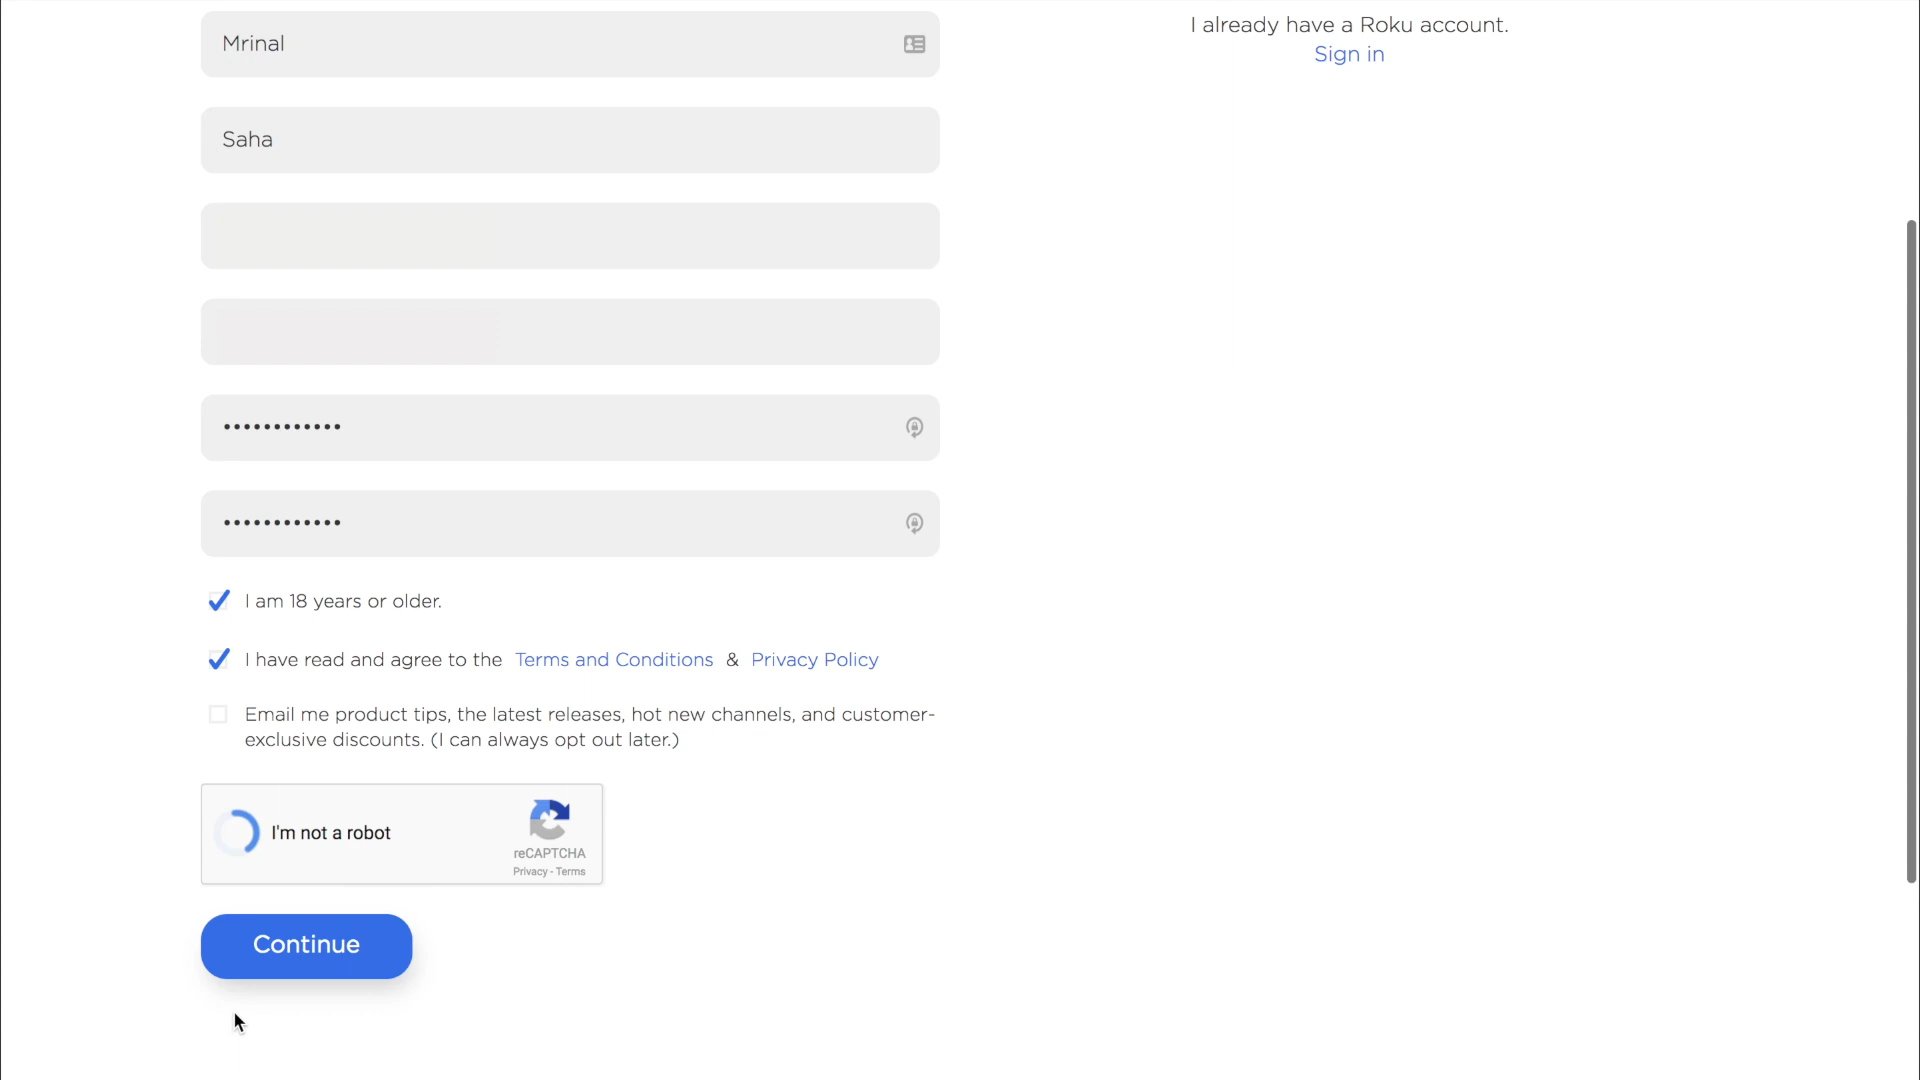 Mrinal
I already have a Roku account.
Sign in
Saha
••••••••••••
••••••••••••
I am 18 years or older.
I have read and agree to the Terms and Conditions & Privacy Policy
Email me product tips, the latest releases, hot new channels, and customer-
exclusive discounts. (I can always opt out later.)
I'm not a robot
reCAPTCHA
Privacy - Terms
Continue